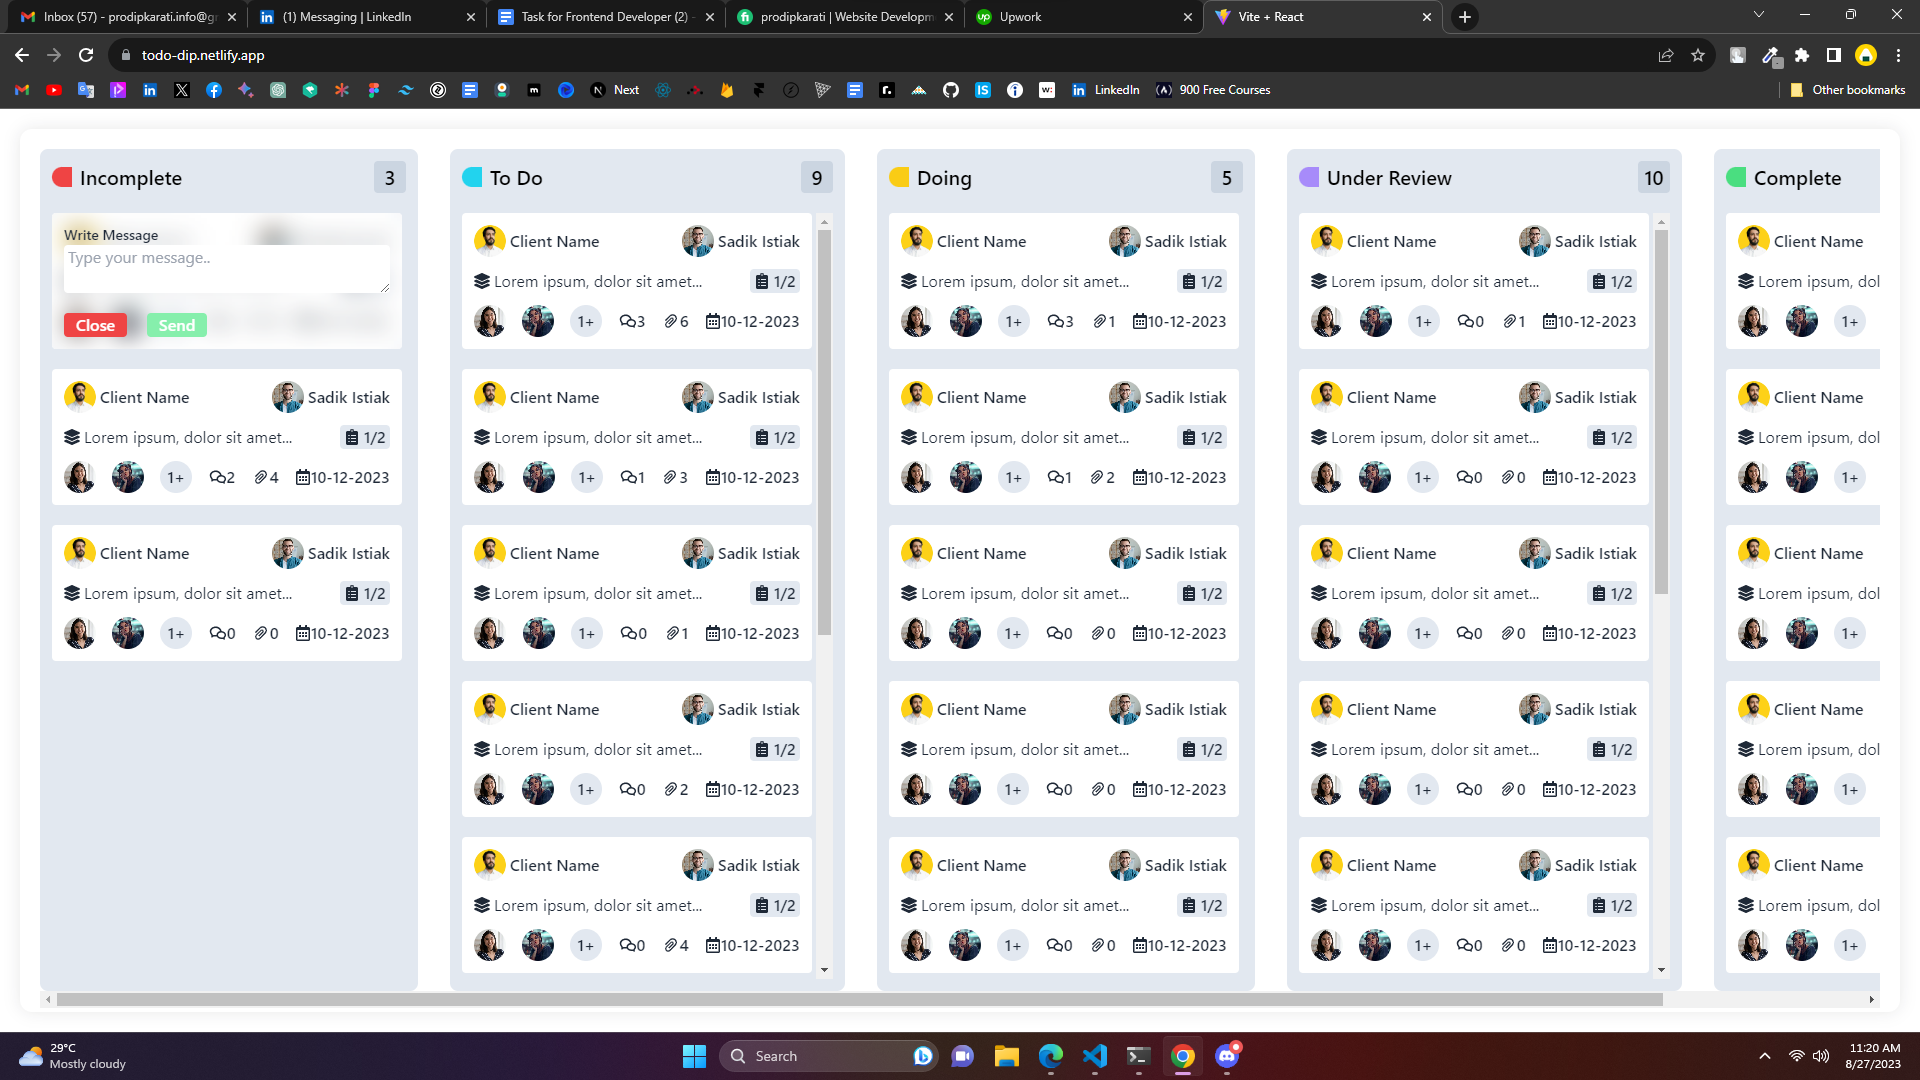 Inbox (57) - prodipkarati.info@gr
(1) Messaging | LinkedIn
Task for Frontend Developer (2) -
prodipkarati | Website Developm
Upwork
Vite + React
todo-dip.netlify.app
Next
LinkedIn
900 Free Courses
Other bookmarks
Incomplete 3
Write Message
Type your message..
Close Send
Client Name Sadik Istiak
Lorem ipsum, dolor sit amet... 1/2
1+ 2 4 10-12-2023
Client Name Sadik Istiak
Lorem ipsum, dolor sit amet... 1/2
1+ 0 0 10-12-2023
To Do 9
Client Name Sadik Istiak
Lorem ipsum, dolor sit amet... 1/2
1+ 3 6 10-12-2023
Client Name Sadik Istiak
Lorem ipsum, dolor sit amet... 1/2
1+ 1 3 10-12-2023
Client Name Sadik Istiak
Lorem ipsum, dolor sit amet... 1/2
1+ 0 1 10-12-2023
Client Name Sadik Istiak
Lorem ipsum, dolor sit amet... 1/2
1+ 0 2 10-12-2023
Client Name Sadik Istiak
Lorem ipsum, dolor sit amet... 1/2
1+ 0 4 10-12-2023
Doing 5
Client Name Sadik Istiak
Lorem ipsum, dolor sit amet... 1/2
1+ 3 1 10-12-2023
Client Name Sadik Istiak
Lorem ipsum, dolor sit amet... 1/2
1+ 1 2 10-12-2023
Client Name Sadik Istiak
Lorem ipsum, dolor sit amet... 1/2
1+ 0 0 10-12-2023
Client Name Sadik Istiak
Lorem ipsum, dolor sit amet... 1/2
1+ 0 0 10-12-2023
Client Name Sadik Istiak
Lorem ipsum, dolor sit amet... 1/2
1+ 0 0 10-12-2023
Under Review 10
Client Name Sadik Istiak
Lorem ipsum, dolor sit amet... 1/2
1+ 0 1 10-12-2023
Client Name Sadik Istiak
Lorem ipsum, dolor sit amet... 1/2
1+ 0 0 10-12-2023
Client Name Sadik Istiak
Lorem ipsum, dolor sit amet... 1/2
1+ 0 0 10-12-2023
Client Name Sadik Istiak
Lorem ipsum, dolor sit amet... 1/2
1+ 0 0 10-12-2023
Client Name Sadik Istiak
Lorem ipsum, dolor sit amet... 1/2
1+ 0 0 10-12-2023
Complete
Client Name
Lorem ipsum, dol
1+
Client Name
Lorem ipsum, dol
1+
Client Name
Lorem ipsum, dol
1+
Client Name
Lorem ipsum, dol
1+
Client Name
Lorem ipsum, dol
1+
29°C
Mostly cloudy
Search
11:20 AM
8/27/2023